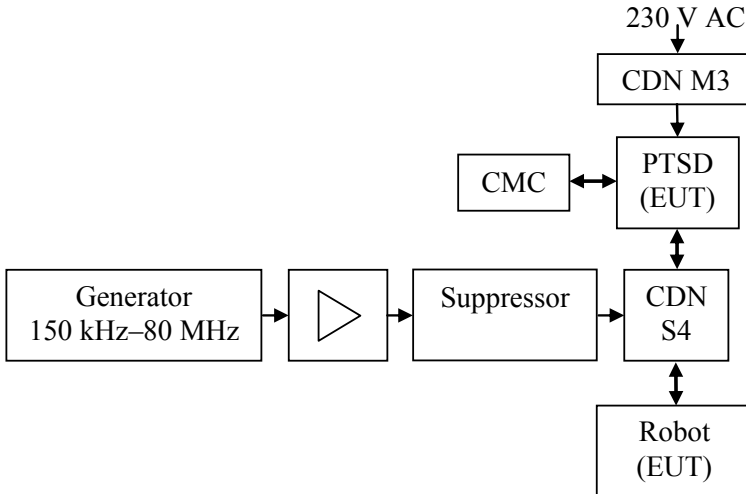 230 V AC
CDN M3
PTSD
(EUT)
CMC
Generator
150 kHz–80 MHz
Suppressor
CDN
S4
Robot
(EUT)